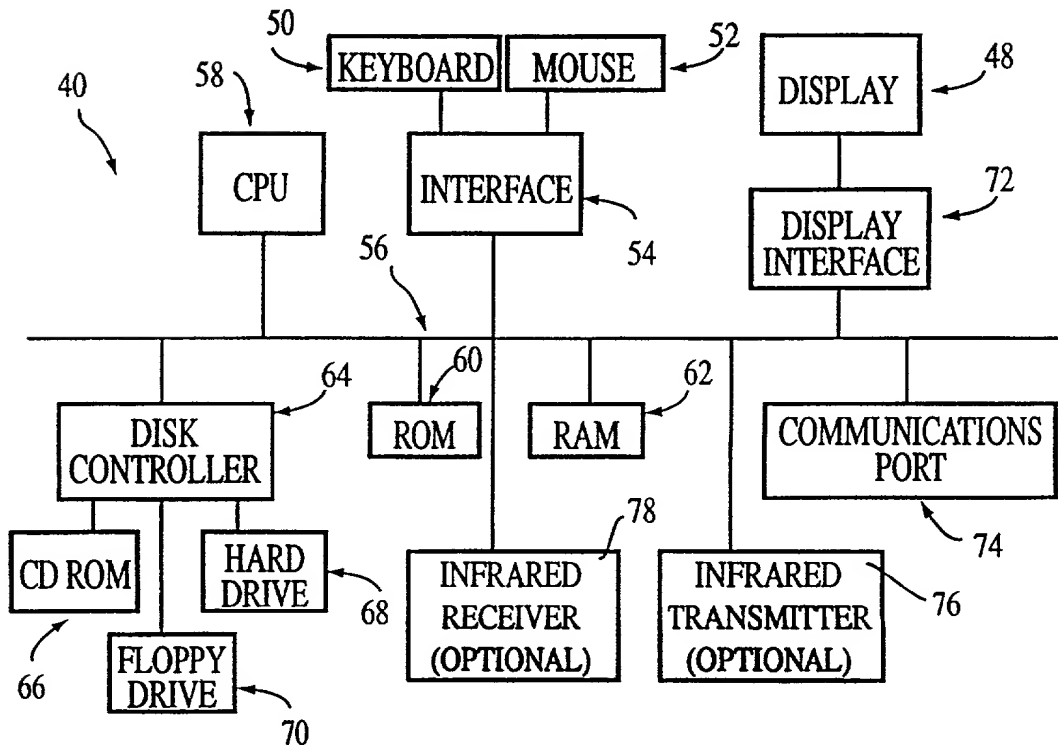 50
52
KEYBOARD
MOUSE
48
40
58
DISPLAY
CPU
INTERFACE
72
54
DISPLAY
INTERFACE
56
64
60
62
DISK
CONTROLLER
ROM
RAM
COMMUNICATIONS
PORT
78
74
CD ROM
HARD
DRIVE
68
INFRARED
RECEIVER
(OPTIONAL)
INFRARED
TRANSMITTER
(OPTIONAL)
76
66
FLOPPY
DRIVE
70